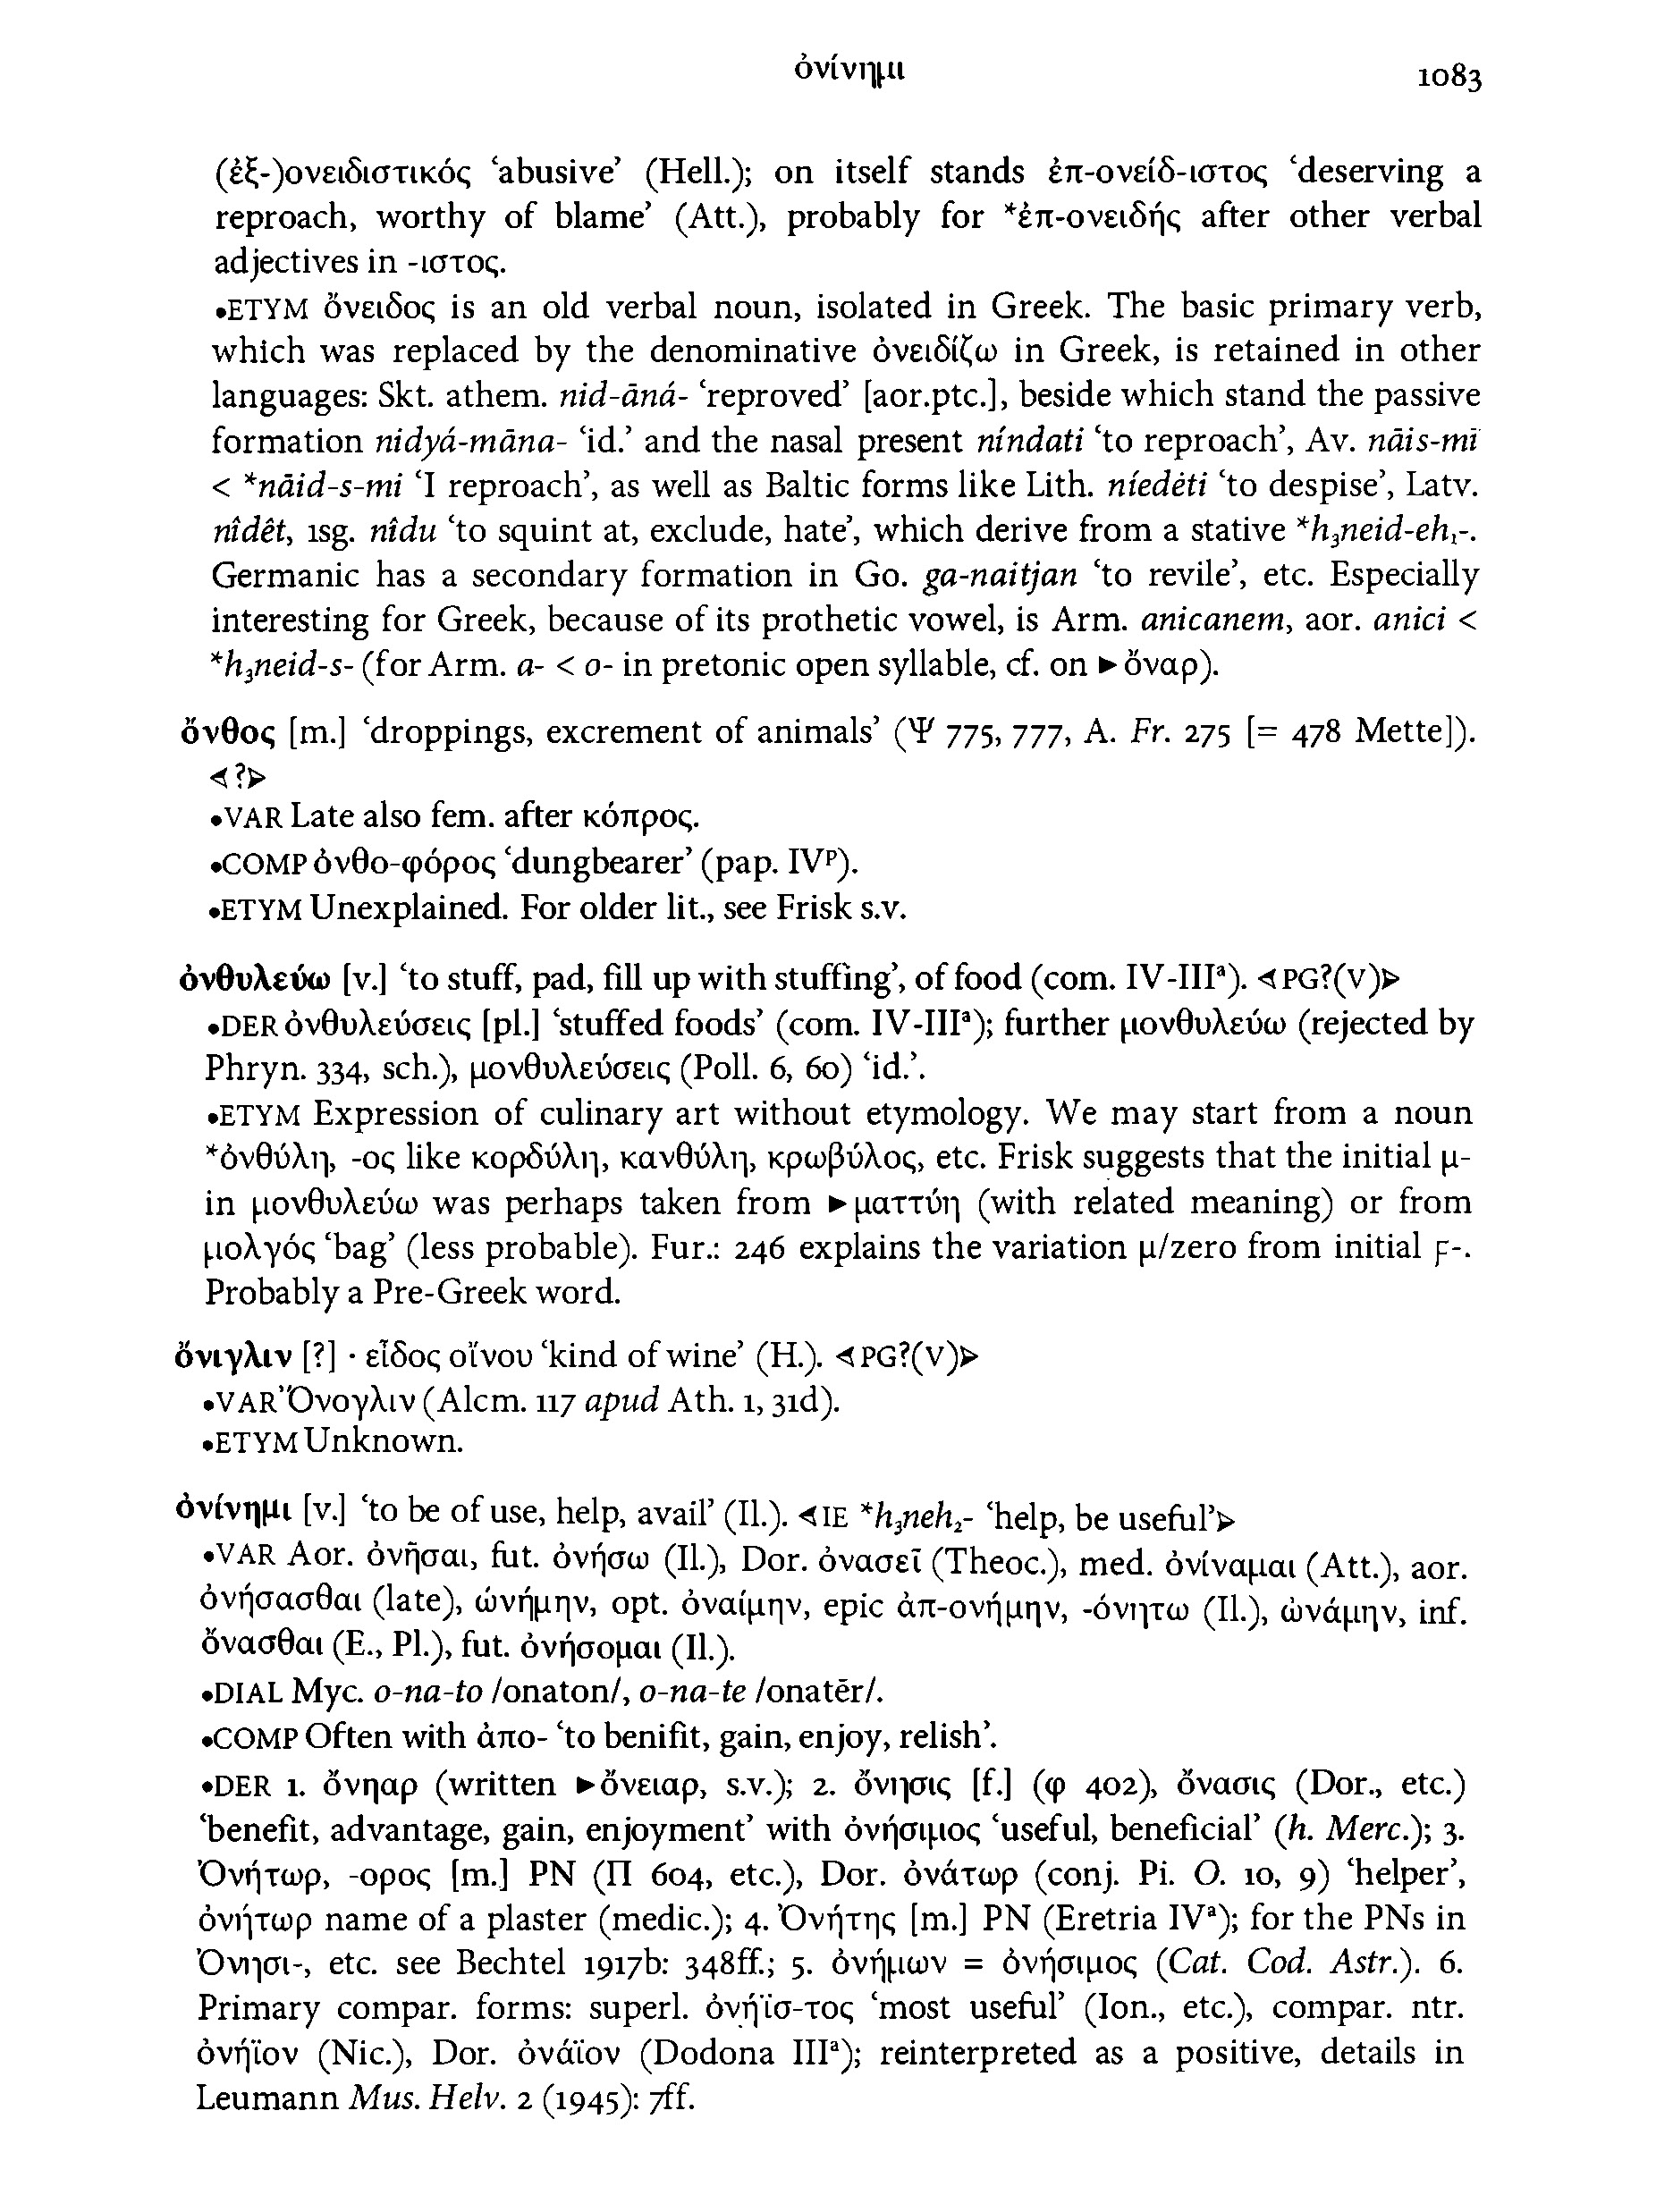 ὀνίνημι 1083
(ἐξ-)ονειδιστικός ‘abusive’ (Hell.); on itself stands ἐπ-ονείδ-ιστος ‘deserving a
reproach, worthy of blame’ (Att.), probably for *ἐπ-ονειδής after other verbal
adjectives in -ιστος.
•ETYM ὄνειδος is an old verbal noun, isolated in Greek. The basic primary verb,
which was replaced by the denominative ὀνειδίζω in Greek, is retained in other
languages: Skt. athem. nid-āná- ‘reproved’ [aor.ptc.], beside which stand the passive
formation nidyá-māna- ‘id.’ and the nasal present níndati ‘to reproach’, Av. nāis-mī
< *nāid-s-mi ‘I reproach’, as well as Baltic forms like Lith. níedėti ‘to despise’, Latv.
nîdêt, 1sg. nîdu ‘to squint at, exclude, hate’, which derive from a stative *h₃neid-eh₁-.
Germanic has a secondary formation in Go. ga-naitjan ‘to revile’, etc. Especially
interesting for Greek, because of its prothetic vowel, is Arm. anicanem, aor. anici <
*h₃neid-s- (for Arm. a- < o- in pretonic open syllable, cf. on ►ὄναρ).
ὄνθος [m.] ‘droppings, excrement of animals’ (Ψ 775, 777, A. Fr. 275 [= 478 Mette]).
◄?►
•VAR Late also fem. after κόπρος.
•COMP ὀνθο-φόρος ‘dungbearer’ (pap. IVᵖ).
•ETYM Unexplained. For older lit., see Frisk s.v.
ὀνθυλεύω [v.] ‘to stuff, pad, fill up with stuffing’, of food (com. IV-IIIᵃ). ◄PG?(V)►
•DER ὀνθυλεύσεις [pl.] ‘stuffed foods’ (com. IV-IIIᵃ); further μονθυλεύω (rejected by
Phryn. 334, sch.), μονθυλεύσεις (Poll. 6, 60) ‘id.’.
•ETYM Expression of culinary art without etymology. We may start from a noun
*ὀνθύλη, -ος like κορδύλη, κανθύλη, κρωβύλος, etc. Frisk suggests that the initial μ-
in μονθυλεύω was perhaps taken from ►ματτύη (with related meaning) or from
μολγός ‘bag’ (less probable). Fur.: 246 explains the variation μ/zero from initial ϝ-.
Probably a Pre-Greek word.
ὄνιγλιν [?] · εἶδος οἴνου ‘kind of wine’ (H.). ◄PG?(V)►
•VAR Ὄνογλιν (Alcm. 117 apud Ath. 1, 31d).
•ETYM Unknown.
ὀνίνημι [v.] ‘to be of use, help, avail’ (Il.). ◄IE *h₃neh₂- ‘help, be useful’►
•VAR Aor. ὀνῆσαι, fut. ὀνήσω (Il.), Dor. ὀνασεῖ (Theoc.), med. ὀνίναμαι (Att.), aor.
ὀνήσασθαι (late), ὠνήμην, opt. ὀναίμην, epic ἀπ-ονήμην, -όνητω (Il.), ὠνάμην, inf.
ὄνασθαι (E., Pl.), fut. ὀνήσομαι (Il.).
•DIAL Myc. o-na-to /onaton/, o-na-te /onatēr/.
•COMP Often with ἀπο- ‘to benifit, gain, enjoy, relish’.
•DER 1. ὄνηαρ (written ►ὄνειαρ, s.v.); 2. ὄνησις [f.] (φ 402), ὄνασις (Dor., etc.)
‘benefit, advantage, gain, enjoyment’ with ὀνήσιμος ‘useful, beneficial’ (h. Merc.); 3.
Ὀνήτωρ, -ορος [m.] PN (Π 604, etc.), Dor. ὀνάτωρ (conj. Pi. O. 10, 9) ‘helper’,
ὀνήτωρ name of a plaster (medic.); 4. Ὀνήτης [m.] PN (Eretria IVᵃ); for the PNs in
Ὀνησι-, etc. see Bechtel 1917b: 348ff.; 5. ὀνήμων = ὀνήσιμος (Cat. Cod. Astr.). 6.
Primary compar. forms: superl. ὀνήϊσ-τος ‘most useful’ (Ion., etc.), compar. ntr.
ὀνήϊον (Nic.), Dor. ὀνάϊον (Dodona IIIᵃ); reinterpreted as a positive, details in
Leumann Mus. Helv. 2 (1945): 7ff.